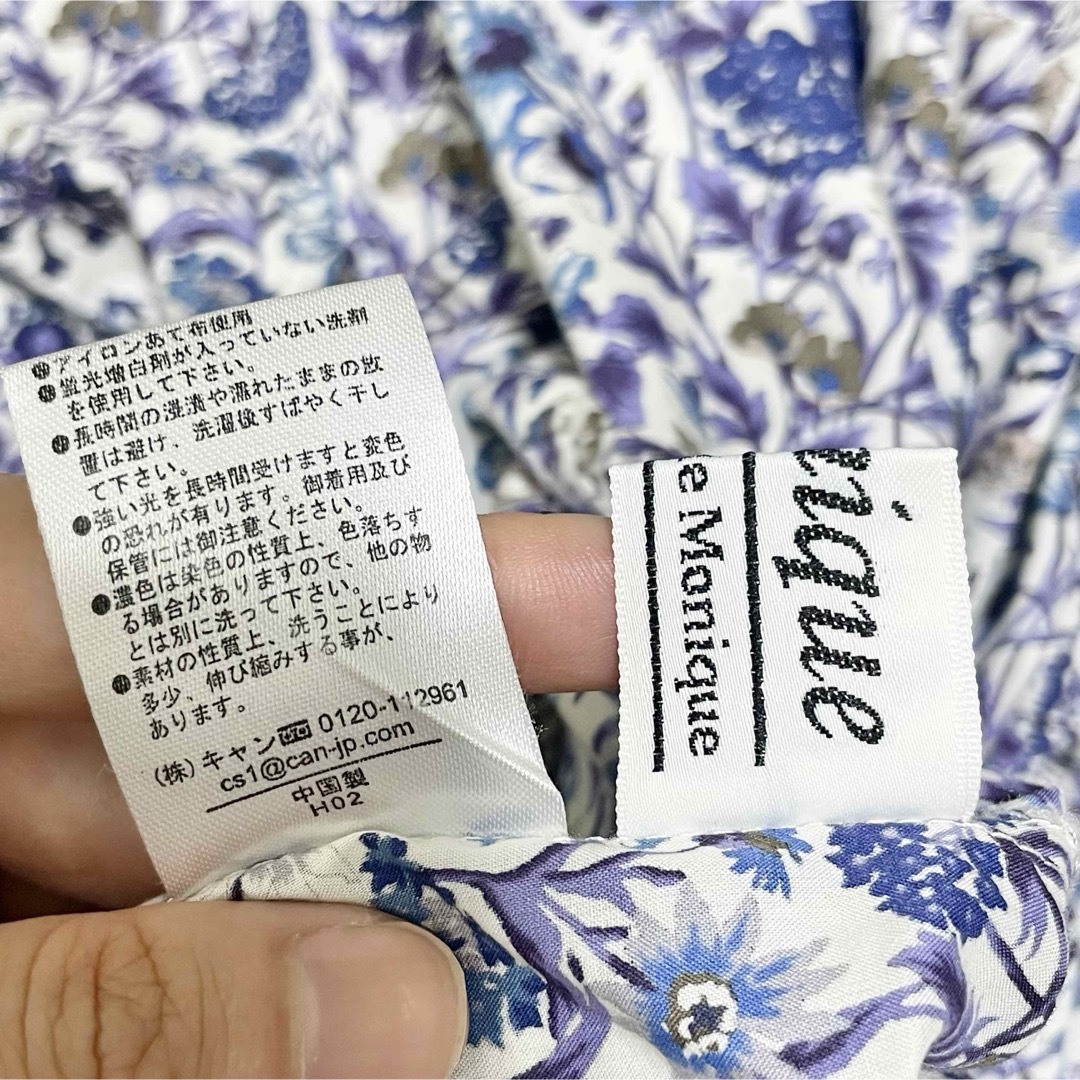 ●アイロンあて布使用
●蛍光増白剤が入っていない洗剤
を使用して下さい。
●長時間の浸漬や濡れたままの放
置は避け、洗濯後すばやく干し
て下さい。
●強い光を長時間受けますと変色
の恐れが有ります。御着用及び
保管には御注意ください。
●濃色は染色の性質上、色落ちす
る場合がありますので、他の物
とは別に洗って下さい。
●素材の性質上、洗うことにより
多少、伸び縮みする事が、
あります。
(株)キャン 0120-112961
cs1@can-jp.com
中国製
H02
ique
Monique